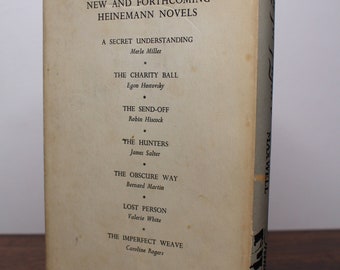 NEW AND FORTHCOMING
HEINEMANN NOVELS
A SECRET UNDERSTANDING
Merle Miller
THE CHARITY BALL
Egon Hostovsky
THE SEND-OFF
Robin Hiscock
THE HUNTERS
James Salter
THE OBSCURE WAY
Bernard Martin
LOST PERSON
Valerie White
THE IMPERFECT WEAVE
Caroline Rogers
MAXWELL